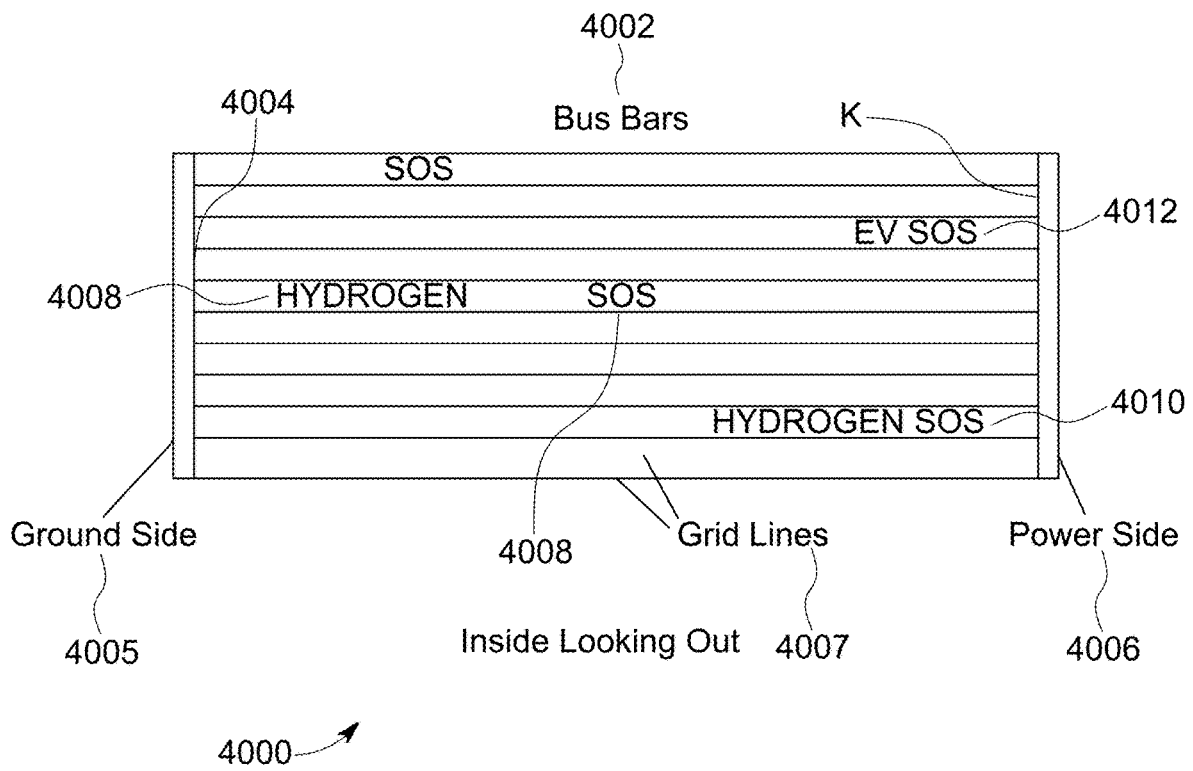 4002
4004
Bus Bars
K
SOS
EV SOS
4012
4008
HYDROGEN
SOS
HYDROGEN SOS
4010
Ground Side
4008
Grid Lines
Power Side
4005
Inside Looking Out
4007
4006
4000